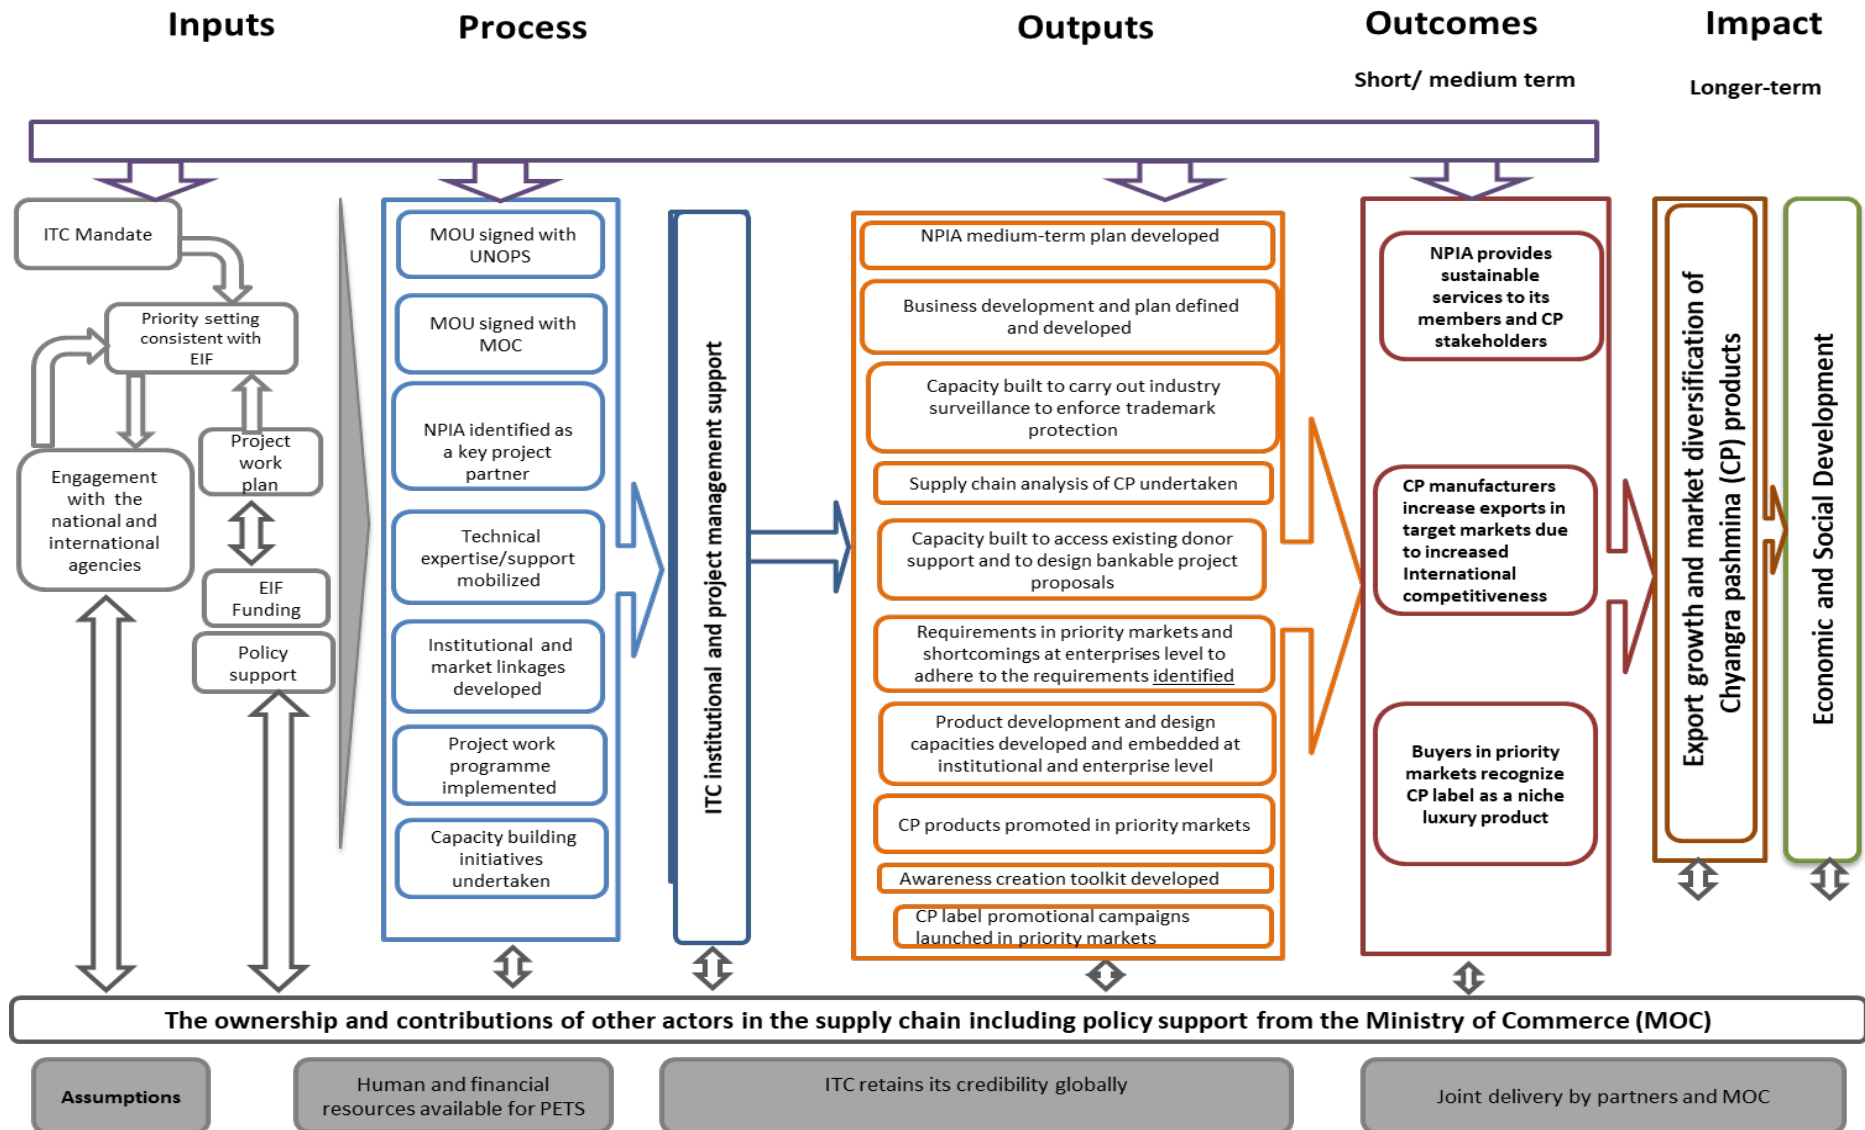 Inputs
Process
Outputs
Outcomes
Impact
Short/ medium term
Longer-term
ITC Mandate
Priority setting
consistent with
EIF
Engagement
with the
national and
international
agencies
Project
work
plan
EIF
Funding
Policy
support
MOU signed with
UNOPS
MOU signed with
MOC
NPIA identified as
a key project
partner
Technical
expertise/support
mobilized
Institutional and
market linkages
developed
Project work
programme
implemented
Capacity building
initiatives
undertaken
ITC institutional and project management support
NPIA medium-term plan developed
Business development and plan defined
and developed
Capacity built to carry out industry
surveillance to enforce trademark
protection
Supply chain analysis of CP undertaken
Capacity built to access existing donor
support and to design bankable project
proposals
Requirements in priority markets and
shortcomings at enterprises level to
adhere to the requirements identified
Product development and design
capacities developed and embedded at
institutional and enterprise level
CP products promoted in priority markets
Awareness creation toolkit developed
CP label promotional campaigns
launched in priority markets
NPIA provides
sustainable
services to its
members and CP
stakeholders
CP manufacturers
increase exports in
target markets due
to increased
International
competitiveness
Buyers in priority
markets recognize
CP label as a niche
luxury product
Export growth and market diversification of
Chyangra pashmina (CP) products
Economic and Social Development
The ownership and contributions of other actors in the supply chain including policy support from the Ministry of Commerce (MOC)
Assumptions
Human and financial
resources available for PETS
ITC retains its credibility globally
Joint delivery by partners and MOC